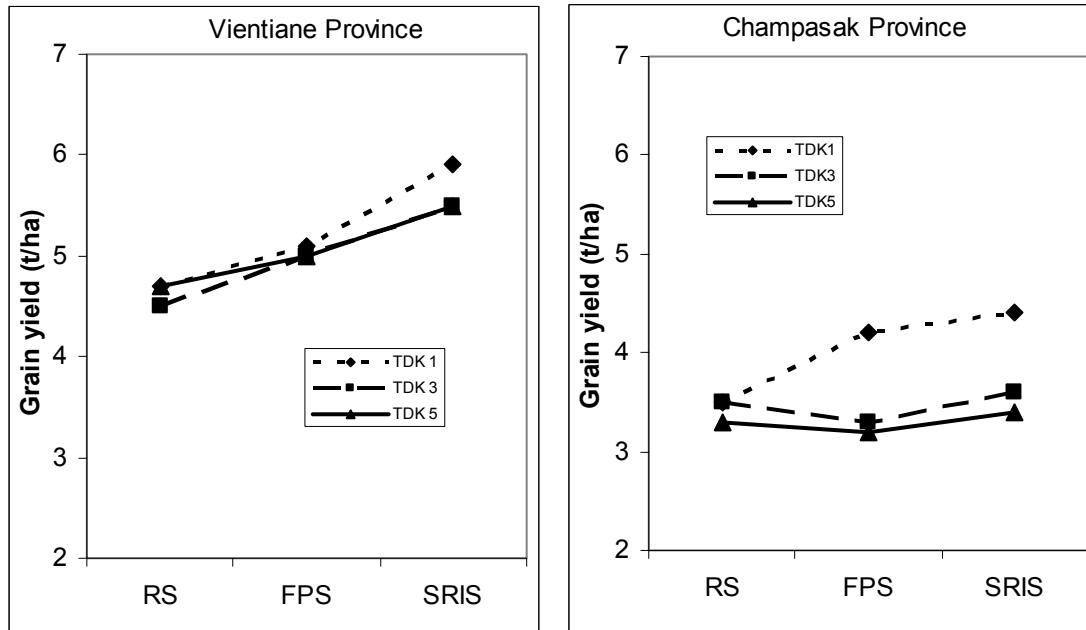 Vientiane Province
7
6
5
4
3
2
Grain yield (t/ha)
TDK 1
TDK 3
TDK 5
RS FPS SRIS
Champasak Province
7
6
5
4
3
2
Grain yield (t/ha)
TDK1
TDK3
TDK5
RS FPS SRIS